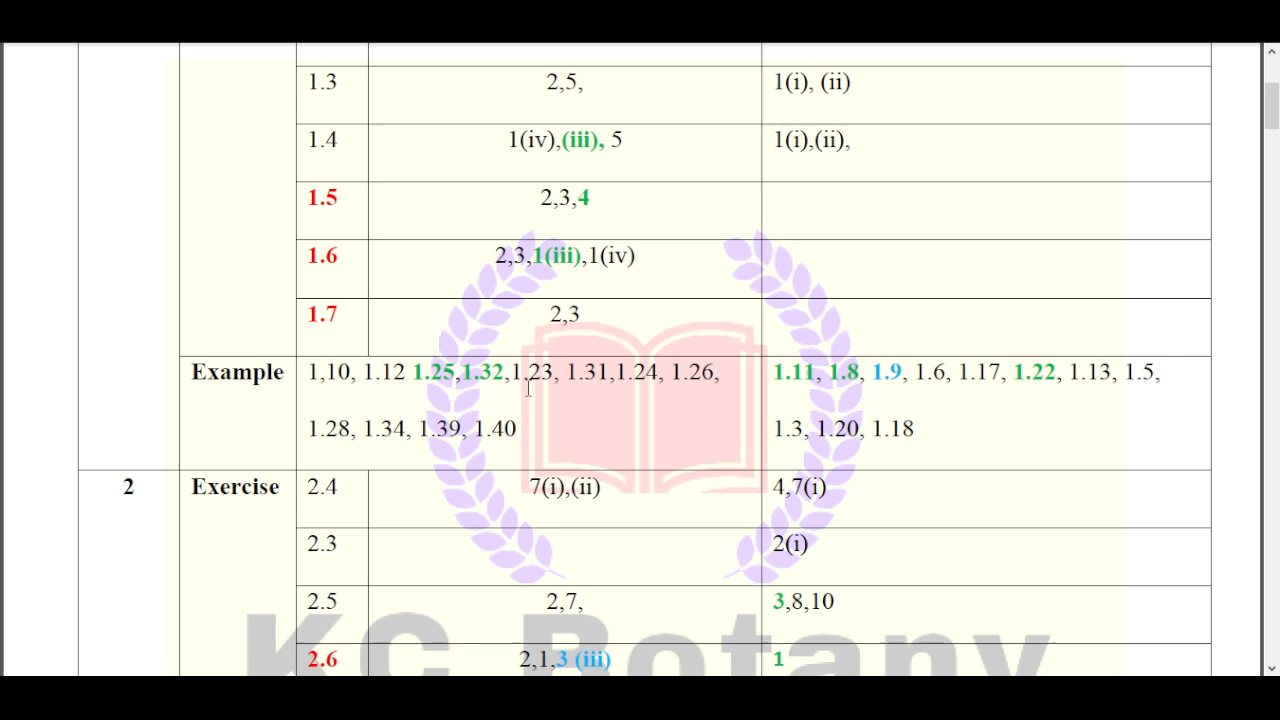 1.3 2,5, 1(i), (ii)
1.4 1(iv),(iii), 5 1(i),(ii),
1.5 2,3,4
1.6 2,3,1(iii),1(iv)
1.7 2,3
Example 1,10, 1.12 1.25,1.32,1.23, 1.31,1.24, 1.26, 1.11, 1.8, 1.9, 1.6, 1.17, 1.22, 1.13, 1.5,
1.28, 1.34, 1.39, 1.40 1.3, 1.20, 1.18
2 Exercise 2.4 7(i),(ii) 4,7(i)
2.3 2(i)
2.5 2,7, 3,8,10
2.6 2,1,3 (iii) 1
KC Botany